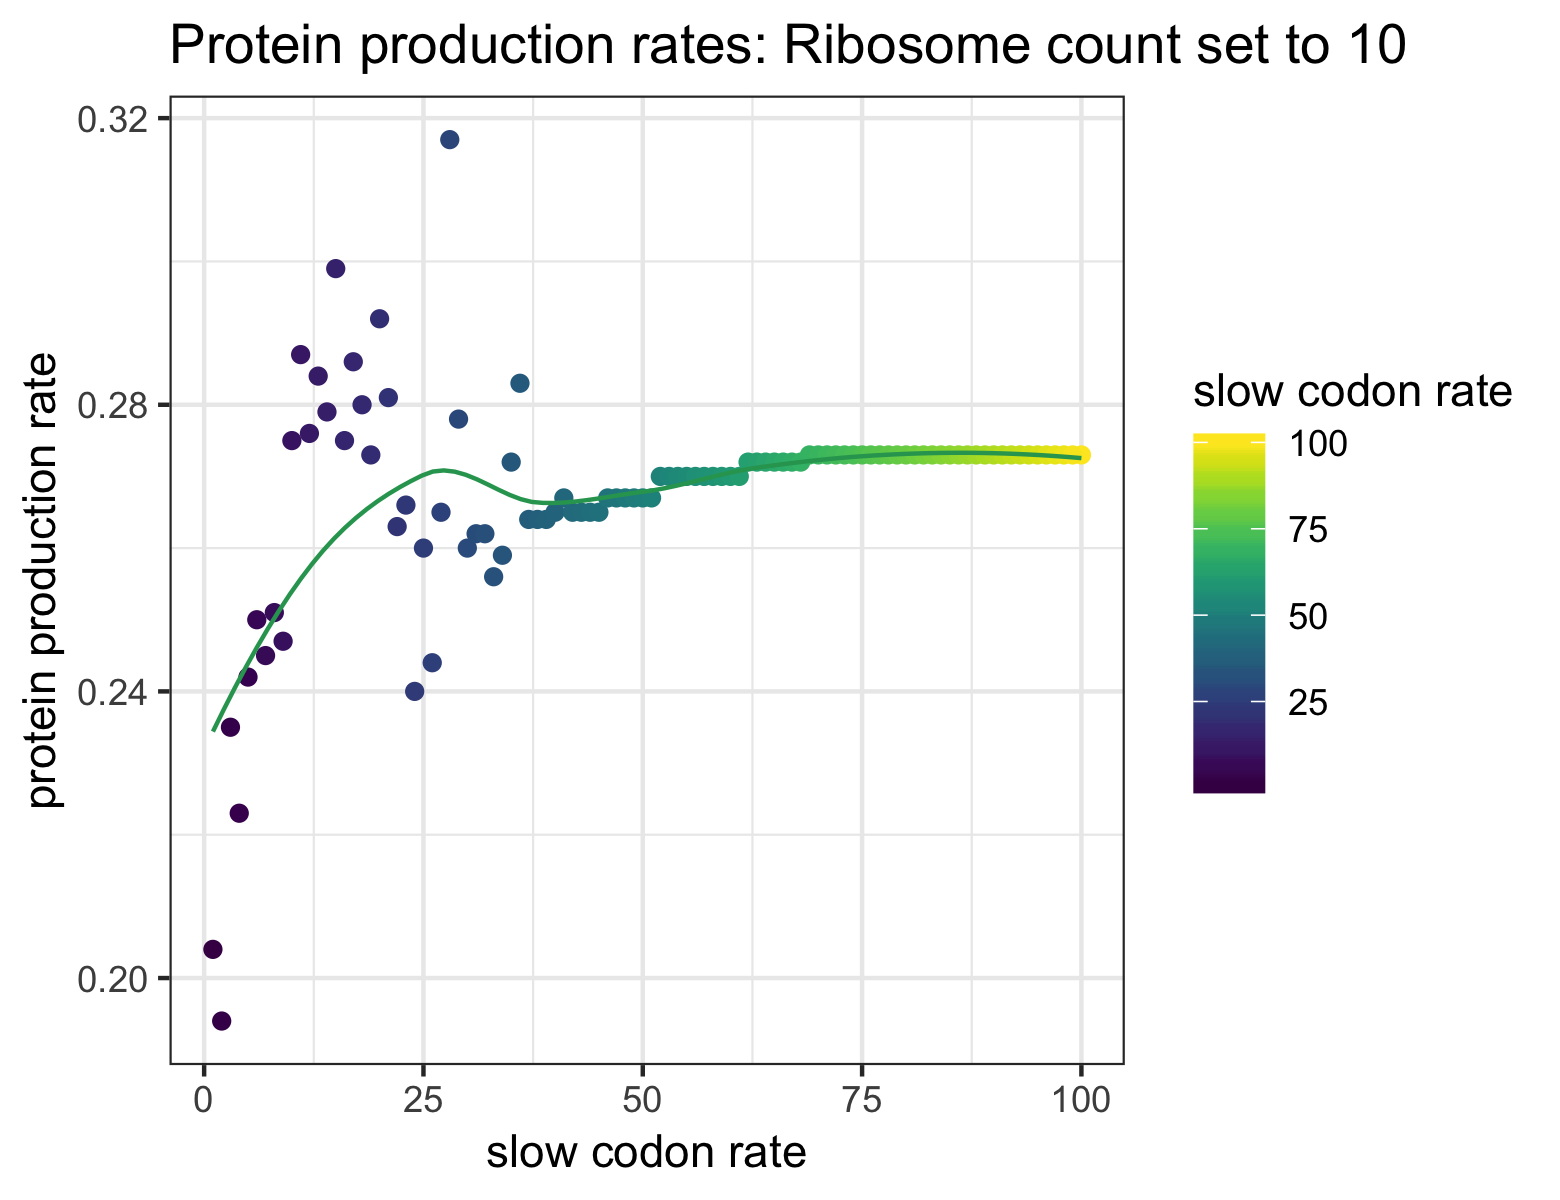 Protein production rates: Ribosome count set to 10
protein production rate
0.32
0.28
0.24
0.20
0 25 50 75 100
slow codon rate
slow codon rate
100
75
50
25